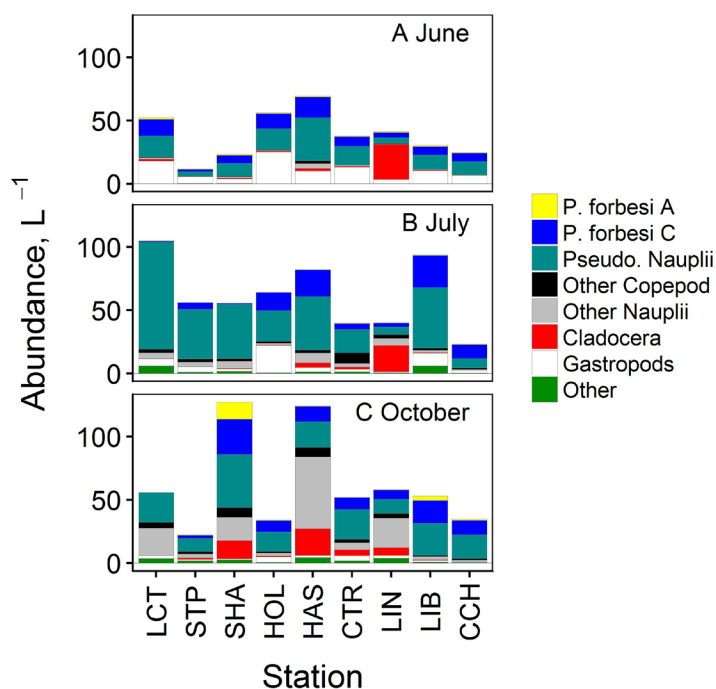 A June
100
50
0
B July
100
50
0
C October
100
50
0
Abundance, L⁻¹
LCT
STP
SHA
HOL
HAS
CTR
LIN
LIB
CCH
Station
P. forbesi A
P. forbesi C
Pseudo. Nauplii
Other Copepod
Other Nauplii
Cladocera
Gastropods
Other